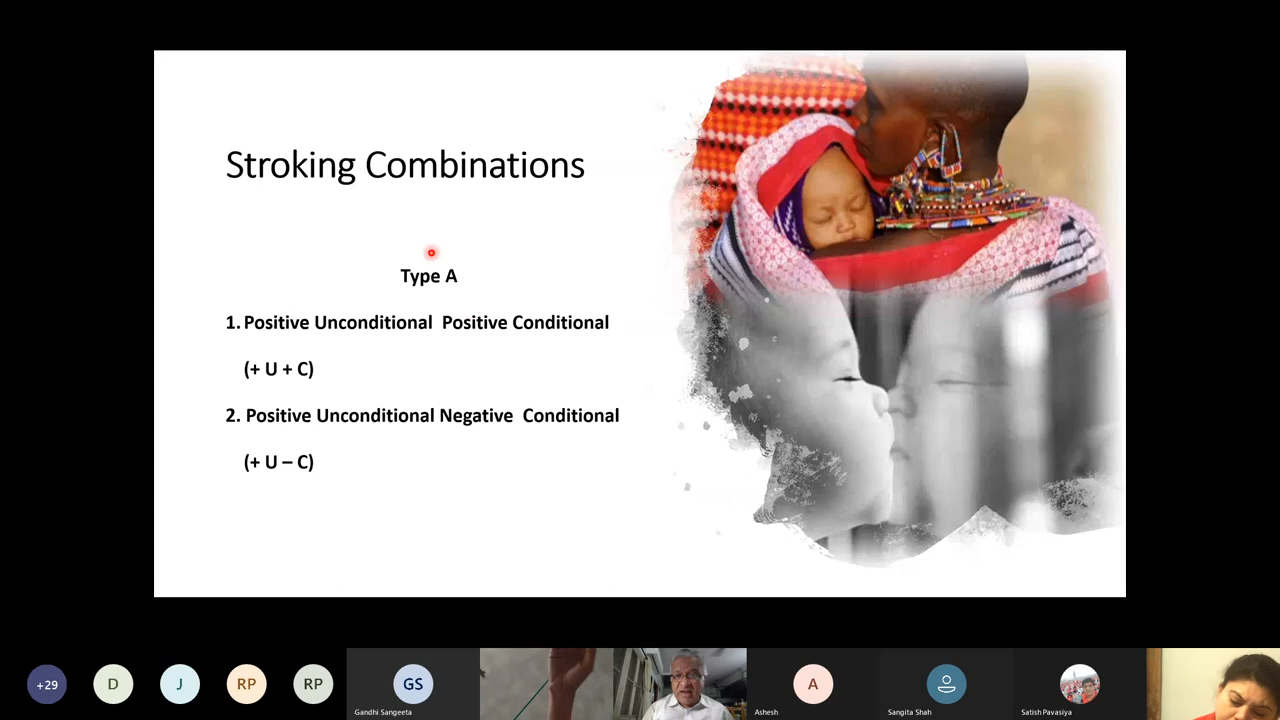 Stroking Combinations
Type A
1. Positive Unconditional Positive Conditional
(+ U + C)
2. Positive Unconditional Negative Conditional
(+ U – C)
+29
D
J
RP
RP
GS
A
Gandhi Sangeeta
Ashesh
Sangita Shah
Satish Pavasiya